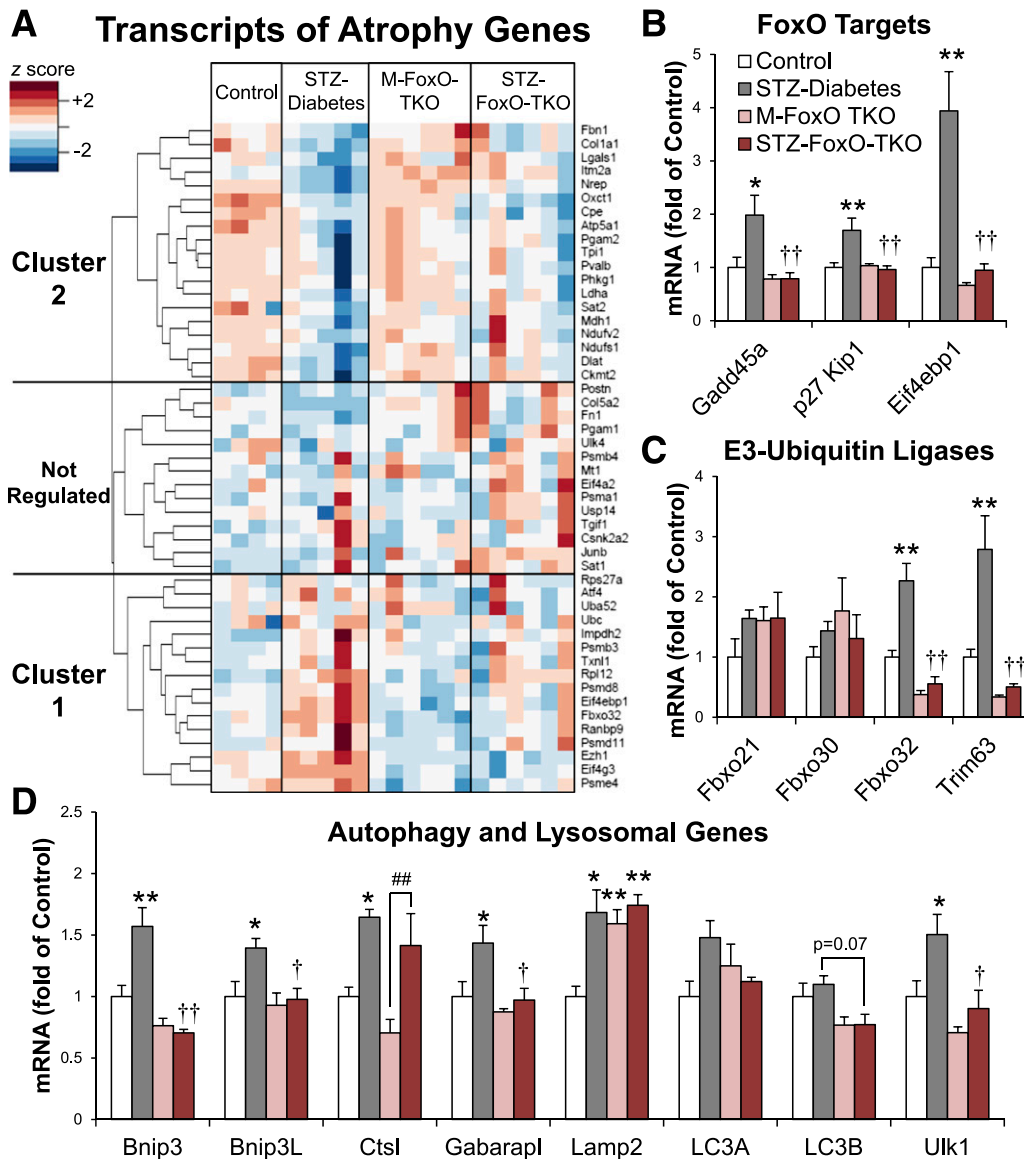 A
Transcripts of Atrophy Genes
z score
+2
-2
Control
STZ-
Diabetes
M-FoxO-
TKO
STZ-
FoxO-TKO
Cluster
2
Not
Regulated
Cluster
1
Fbn1
Col1a1
Lgals1
Itm2a
Nrep
Oxct1
Cpe
Atp5a1
Pgam2
Tpi1
Pvalb
Phkg1
Ldha
Sat2
Mdh1
Ndufv2
Ndufs1
Dlat
Ckmt2
Postn
Col5a2
Fn1
Pgam1
Ulk4
Psmb4
Mt1
Eif4a2
Psma1
Usp14
Tgif1
Csnk2a2
Junb
Sat1
Rps27a
Atf4
Uba52
Ubc
Impdh2
Psmb3
Txnl1
Rpl12
Psmd8
Eif4ebp1
Fbxo32
Ranbp9
Psmd11
Ezh1
Eif4g3
Psme4
B
FoxO Targets
Control
STZ-Diabetes
M-FoxO TKO
STZ-FoxO-TKO
mRNA (fold of Control)
5
4
3
2
1
0
*
††
**
††
**
††
Gadd45a
p27 Kip1
Eif4ebp1
C
E3-Ubiquitin Ligases
mRNA (fold of Control)
4
3
2
1
0
**
††
**
††
Fbxo21
Fbxo30
Fbxo32
Trim63
D
Autophagy and Lysosomal Genes
mRNA (fold of Control)
2.5
2
1.5
1
0.5
0
**
††
*
†
*
##
*
†
*
**
**
p=0.07
*
†
Bnip3
Bnip3L
Ctsl
Gabarapl
Lamp2
LC3A
LC3B
Ulk1